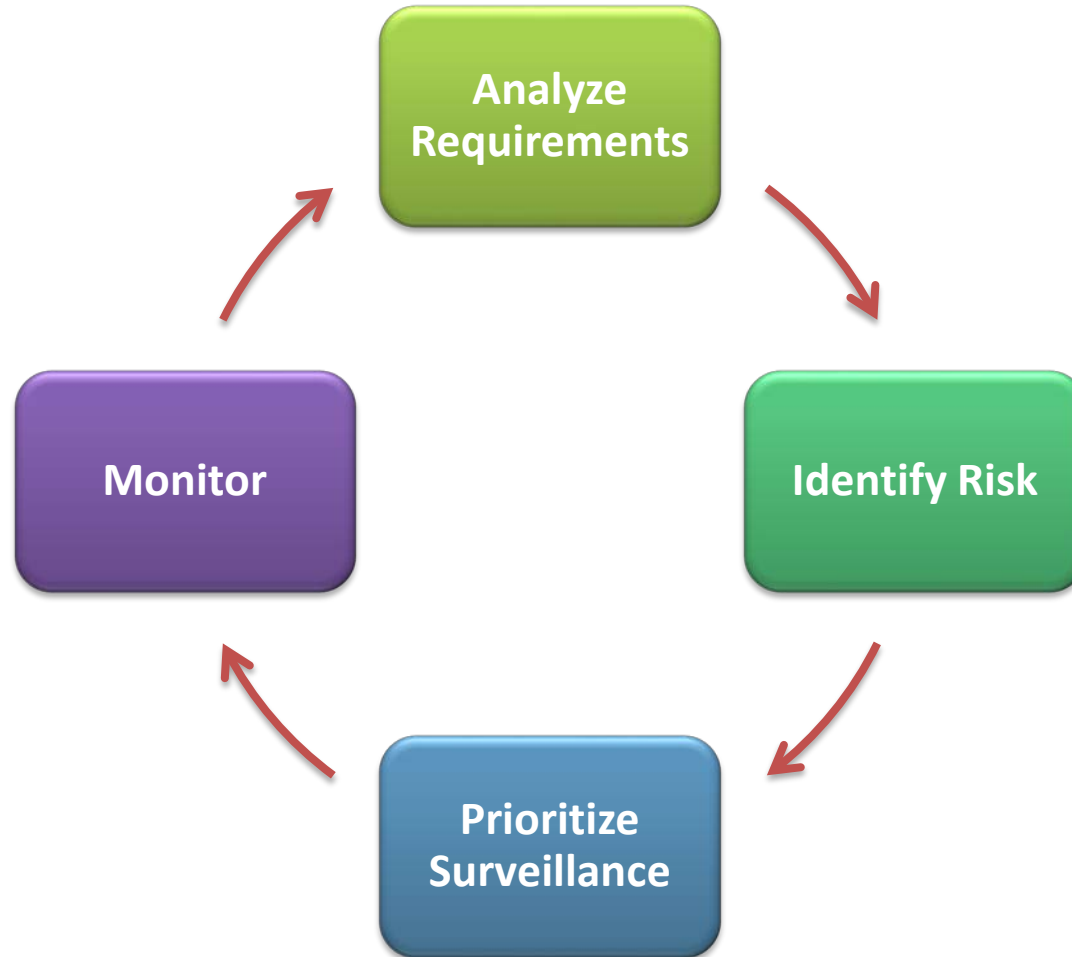 Analyze
Requirements
Identify Risk
Prioritize
Surveillance
Monitor